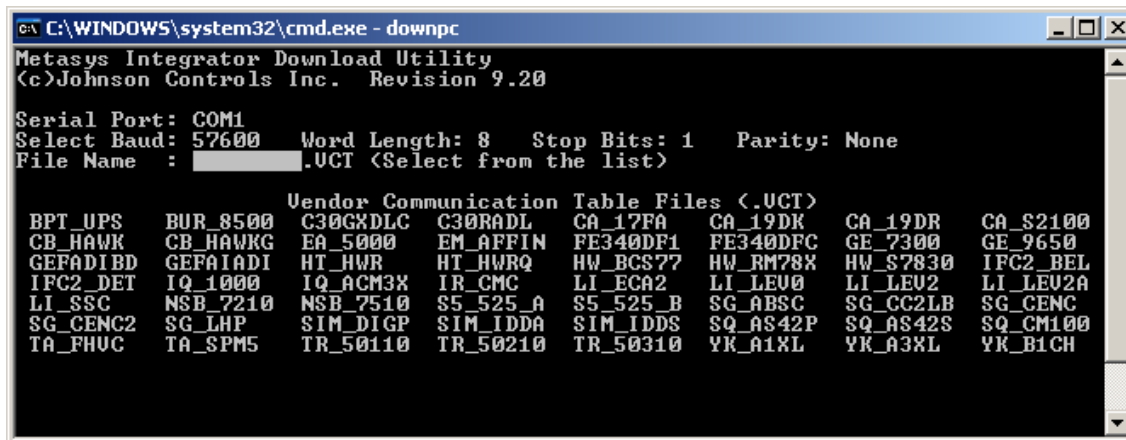 C:\WINDOWS\system32\cmd.exe - downpc
Metasys Integrator Download Utility
(c)Johnson Controls Inc. Revision 9.20
Serial Port: COM1
Select Baud: 57600 Word Length: 8 Stop Bits: 1 Parity: None
File Name : .VCT (Select from the list)
Vendor Communication Table Files (.VCT)
BPT_UPS BUR_8500 C30GXDLC C30RADL CA_17FA CA_19DK CA_19DR CA_S2100
CB_HAWK CB_HAWKG EA_5000 EM_AFFIN FE340DF1 FE340DFC GE_7300 GE_9650
GEFADIBD GEFAIADI HT_HWR HT_HWRQ HW_BCS77 HW_RM78X HW_S7830 IFC2_BEL
IFC2_DET IQ_1000 IQ_ACM3X IR_CMC LI_ECA2 LI_LEV0 LI_LEV2 LI_LEV2A
LI_SSC NSB_7210 NSB_7510 S5_525_A S5_525_B SG_ABSC SG_CC2LB SG_CENC
SG_CENC2 SG_LHP SIM_DIGP SIM_IDDA SIM_IDDS SQ_AS42P SQ_AS42S SQ_CM100
TA_FHVC TA_SPM5 TR_50110 TR_50210 TR_50310 YK_A1XL YK_A3XL YK_B1CH